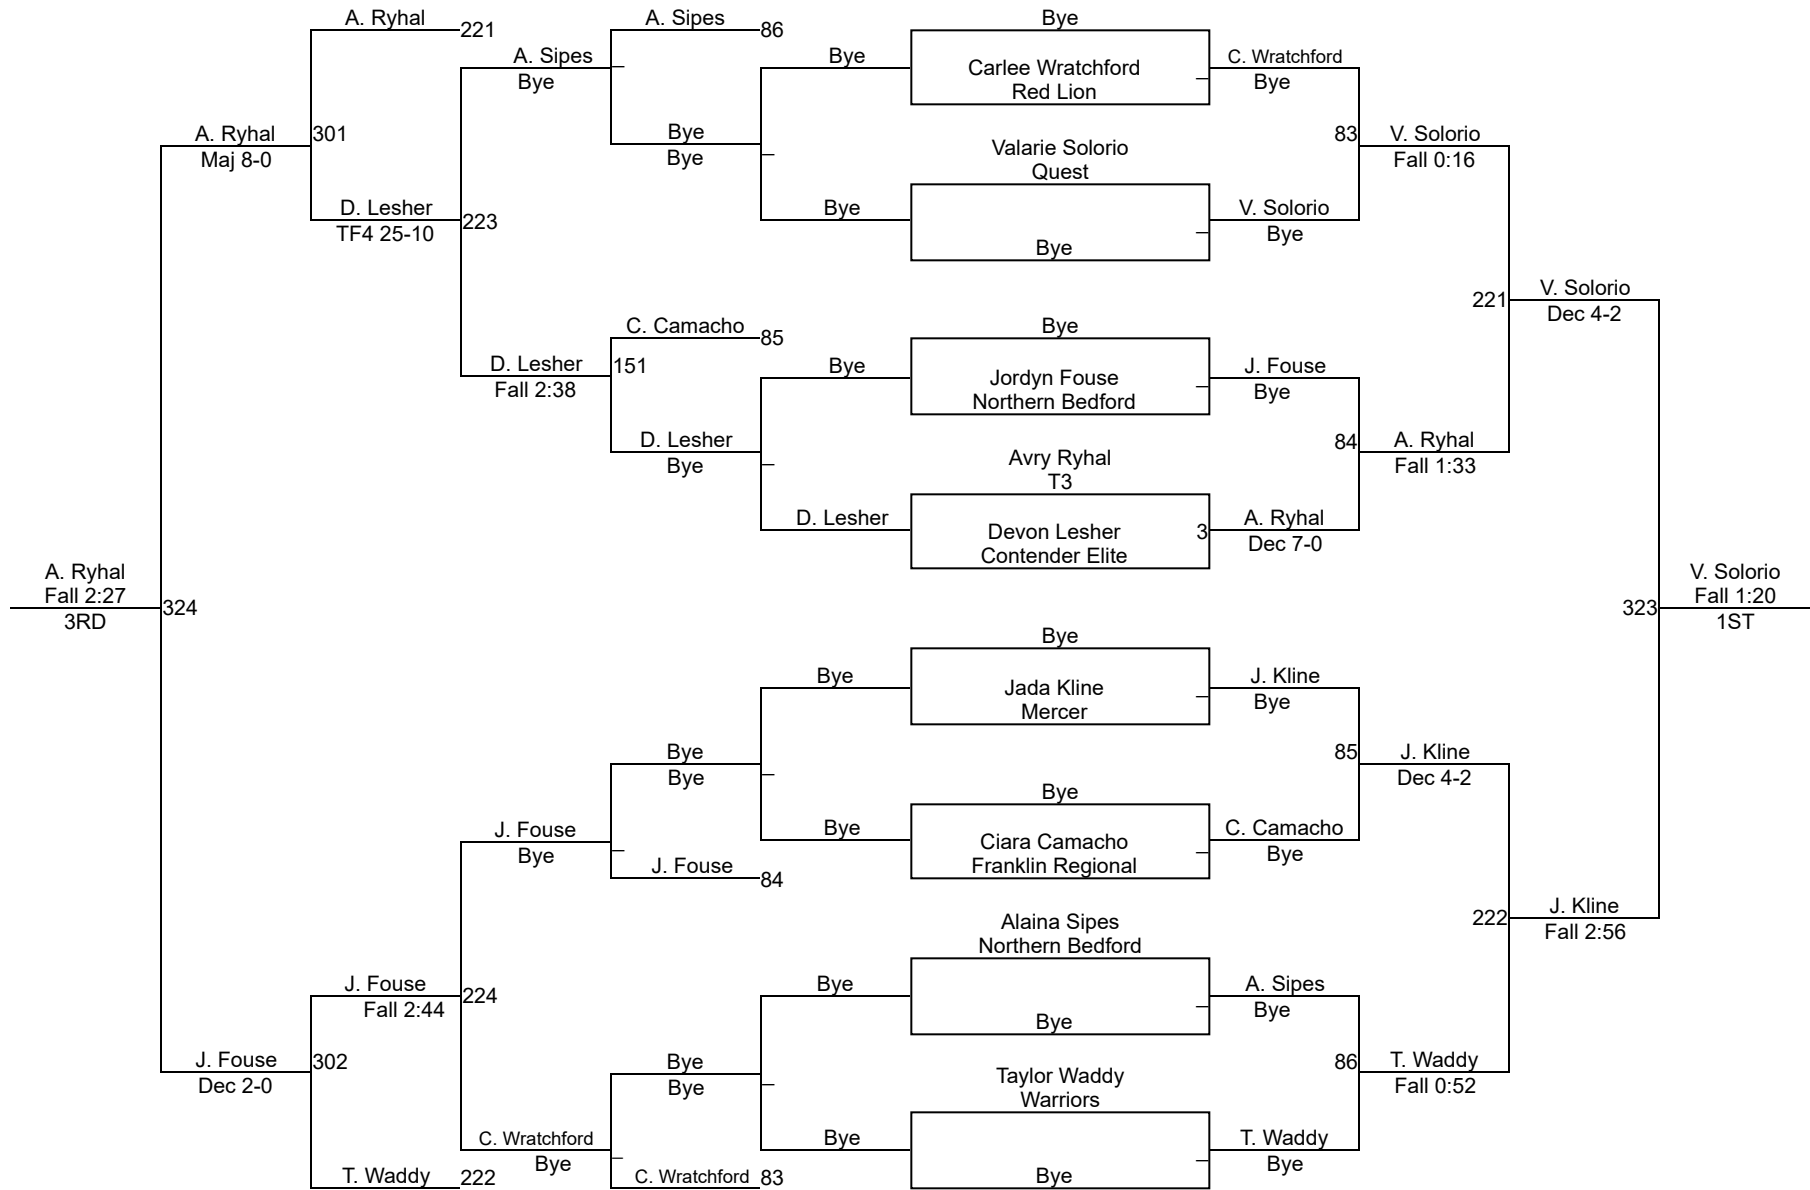 A. Ryhal
221
A. Sipes
86
Bye
A. Sipes
Bye
Bye
Carlee Wratchford
Red Lion
C. Wratchford
Bye
A. Ryhal
Maj 8-0
301
Bye
Bye
Valarie Solorio
Quest
83
V. Solorio
Fall 0:16
D. Lesher
TF4 25-10
223
Bye
Bye
V. Solorio
Bye
221
V. Solorio
Dec 4-2
C. Camacho
85
Bye
D. Lesher
Fall 2:38
151
Bye
Jordyn Fouse
Northern Bedford
J. Fouse
Bye
D. Lesher
Bye
Avry Ryhal
T3
84
A. Ryhal
Fall 1:33
D. Lesher
Devon Lesher
Contender Elite
3
A. Ryhal
Dec 7-0
A. Ryhal
Fall 2:27
3RD
324
323
V. Solorio
Fall 1:20
1ST
Bye
Bye
Jada Kline
Mercer
J. Kline
Bye
Bye
Bye
85
J. Kline
Dec 4-2
Bye
J. Fouse
Bye
Bye
Ciara Camacho
Franklin Regional
C. Camacho
Bye
J. Fouse
84
222
J. Kline
Fall 2:56
Alaina Sipes
Northern Bedford
J. Fouse
Fall 2:44
224
Bye
Bye
A. Sipes
Bye
J. Fouse
Dec 2-0
302
Bye
Bye
Taylor Waddy
Warriors
86
T. Waddy
Fall 0:52
C. Wratchford
Bye
Bye
Bye
T. Waddy
Bye
T. Waddy
222
C. Wratchford
83